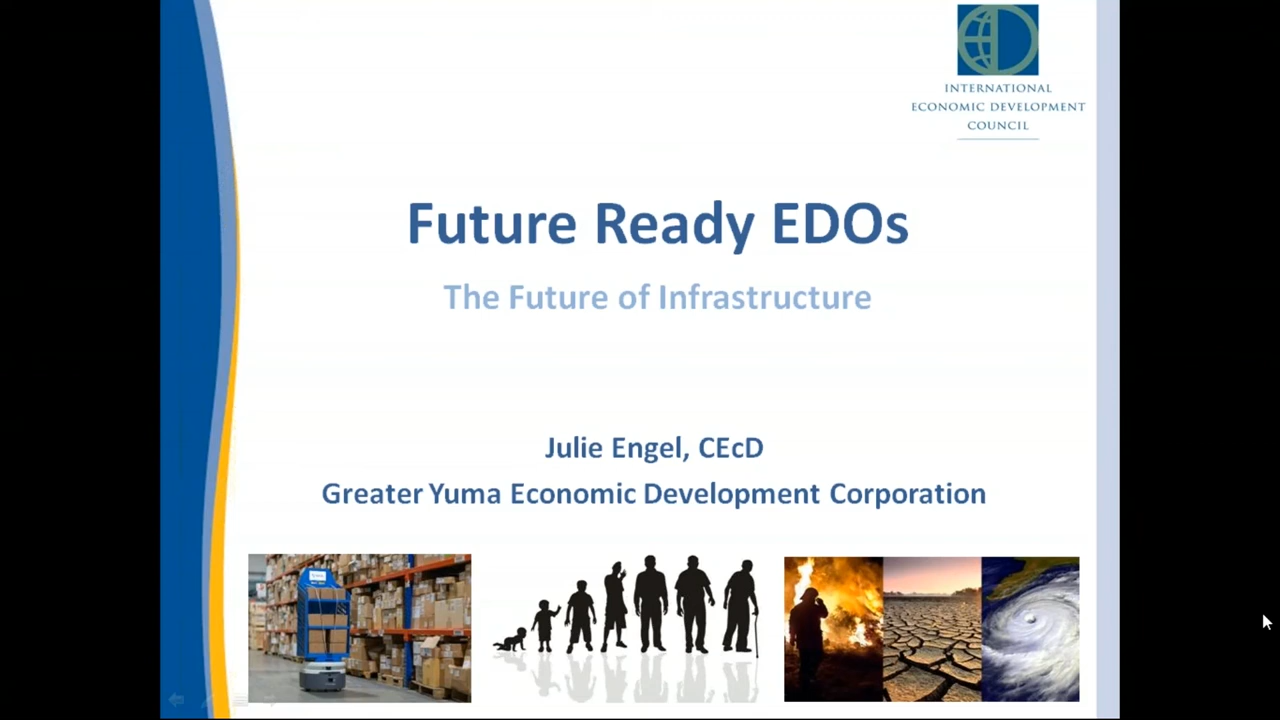 INTERNATIONAL
ECONOMIC DEVELOPMENT
COUNCIL
Future Ready EDOs
The Future of Infrastructure
Julie Engel, CEcD
Greater Yuma Economic Development Corporation